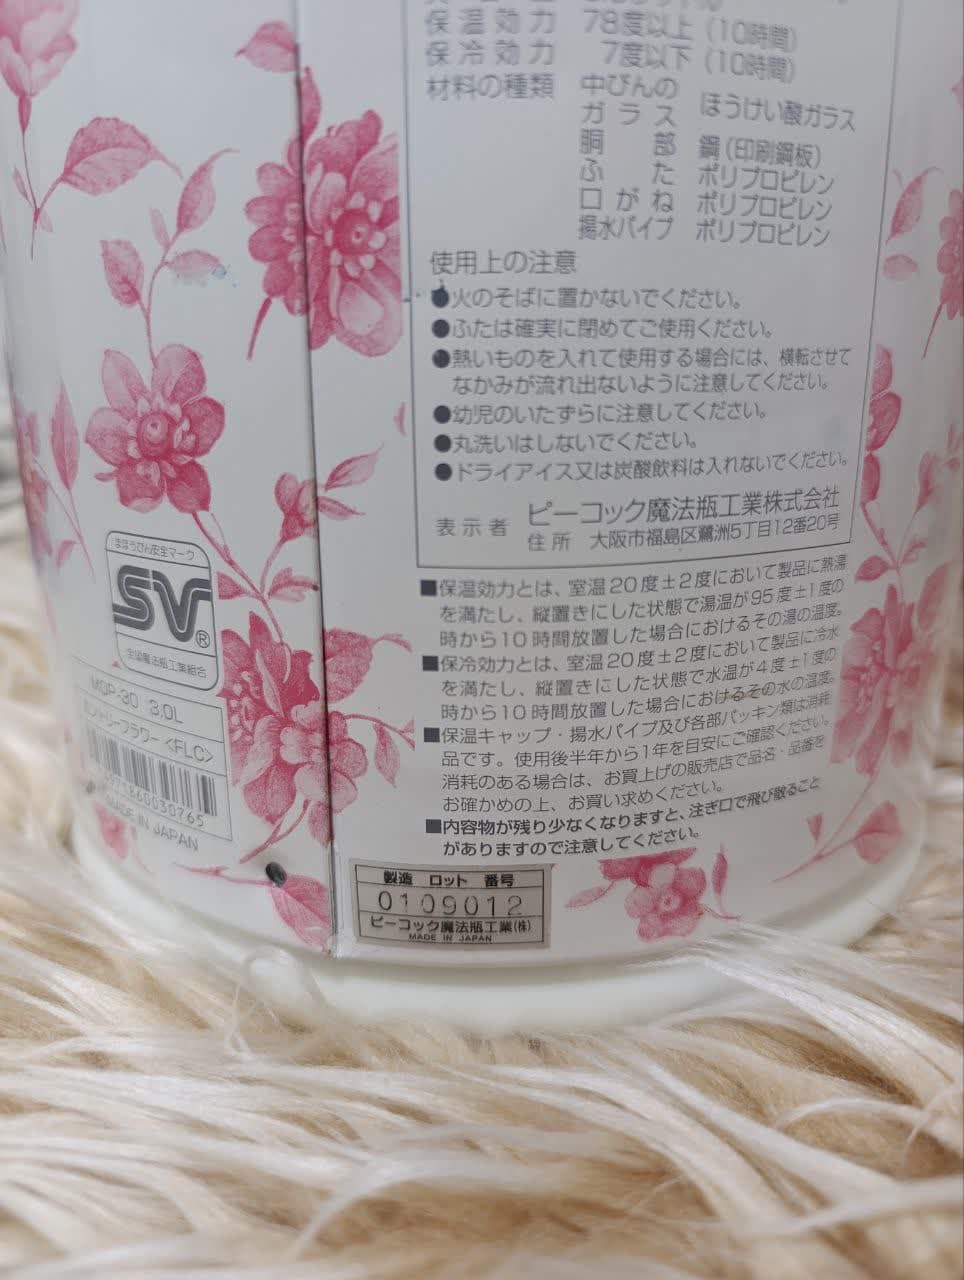 保温効力 78度以上(10時間)
保冷効力 7度以下(10時間)
材料の種類 中びんの
ガラス ほうけい酸ガラス
胴部 鋼(印刷鋼板)
ふた ポリプロピレン
口がね ポリプロピレン
揚水パイプ ポリプロピレン
使用上の注意
●火のそばに置かないでください。
●ふたは確実に閉めてご使用ください。
●熱いものを入れて使用する場合には、横転させて
なかみが流れ出ないように注意してください。
●幼児のいたずらに注意してください。
●丸洗いはしないでください。
●ドライアイス又は炭酸飲料は入れないでください。
表示者 ピーコック魔法瓶工業株式会社
住所 大阪市福島区鷺洲5丁目12番20号
■保温効力とは、室温20度±2度において製品に熱湯
を満たし、縦置きにした状態で湯温が95度±1度の
時から10時間放置した場合におけるその湯の温度。
■保冷効力とは、室温20度±2度において製品に冷水
を満たし、縦置きにした状態で水温が4度±1度の
時から10時間放置した場合におけるその水の温度。
■保温キャップ・揚水パイプ及び各部パッキン類は消耗
品です。使用後半年から1年を目安にご確認ください。
消耗のある場合は、お買上げの販売店で品名・品番を
お確かめの上、お買い求めください。
■内容物が残り少なくなりますと、注ぎ口で飛び散ること
がありますので注意してください。
まほうびん安全マーク
SV®
全国魔法瓶工業組合
MOP-30 3.0L
フラワー<FLC>
MADE IN JAPAN
製造 ロット 番号
0109012
ピーコック魔法瓶工業(株)
MADE IN JAPAN